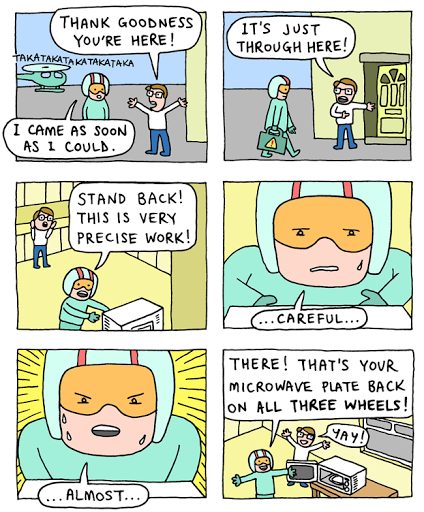 THANK GOODNESS
YOU'RE HERE!
TAKATAKATAKATAKATAKA
I CAME AS SOON
AS I COULD.
IT'S JUST
THROUGH HERE!
STAND BACK!
THIS IS VERY
PRECISE WORK!
...CAREFUL...
...ALMOST...
THERE! THAT'S YOUR
MICROWAVE PLATE BACK
ON ALL THREE WHEELS!
YAY!